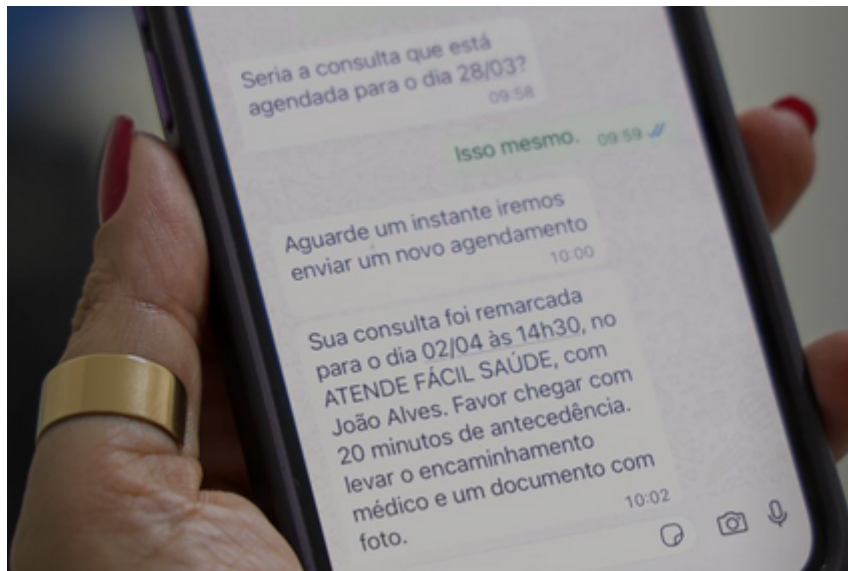 Seria a consulta que está
agendada para o dia 28/03?
09:58
Isso mesmo. 09:59
Aguarde um instante iremos
enviar um novo agendamento
10:00
Sua consulta foi remarcada
para o dia 02/04 às 14h30, no
ATENDE FÁCIL SAÚDE, com
João Alves. Favor chegar com
20 minutos de antecedência.
levar o encaminhamento
médico e um documento com
foto.
10:02